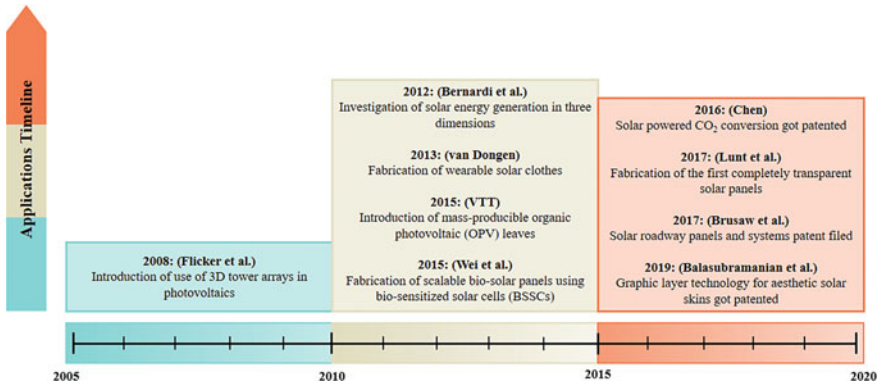 Applications Timeline
2008: (Flicker et al.)
Introduction of use of 3D tower arrays in
photovoltaics
2012: (Bernardi et al.)
Investigation of solar energy generation in three
dimensions
2013: (van Dongen)
Fabrication of wearable solar clothes
2015: (VTT)
Introduction of mass-producible organic
photovoltaic (OPV) leaves
2015: (Wei et al.)
Fabrication of scalable bio-solar panels using
bio-sensitized solar cells (BSSCs)
2016: (Chen)
Solar powered CO₂ conversion got patented
2017: (Lunt et al.)
Fabrication of the first completely transparent
solar panels
2017: (Brusaw et al.)
Solar roadway panels and systems patent filed
2019: (Balasubramanian et al.)
Graphic layer technology for aesthetic solar
skins got patented
2005
2010
2015
2020